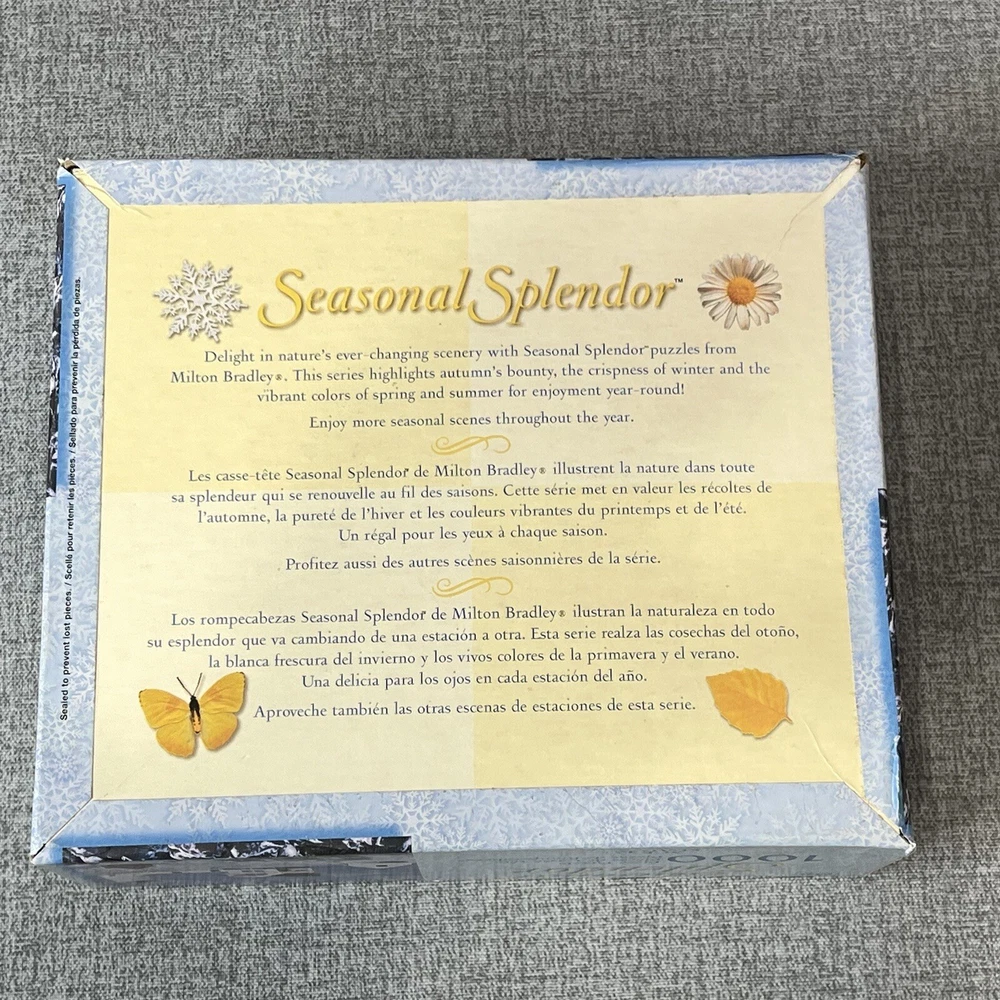 Seasonal Splendor™
Delight in nature's ever-changing scenery with Seasonal Splendor™ puzzles from
Milton Bradley®. This series highlights autumn's bounty, the crispness of winter and the
vibrant colors of spring and summer for enjoyment year-round!
Enjoy more seasonal scenes throughout the year.
Les casse-tête Seasonal Splendor™ de Milton Bradley® illustrent la nature dans toute
sa splendeur qui se renouvelle au fil des saisons. Cette série met en valeur les récoltes de
l'automne, la pureté de l'hiver et les couleurs vibrantes du printemps et de l'été.
Un régal pour les yeux à chaque saison.
Profitez aussi des autres scènes saisonnières de la série.
Los rompecabezas Seasonal Splendor™ de Milton Bradley® ilustran la naturaleza en todo
su esplendor que va cambiando de una estación a otra. Esta serie realza las cosechas del otoño,
la blanca frescura del invierno y los vivos colores de la primavera y el verano.
Una delicia para los ojos en cada estación del año.
Aproveche también las otras escenas de estaciones de esta serie.
Sealed to prevent lost pieces. / Scellé pour retenir les pièces. / Sellado para prevenir la pérdida de piezas.
1000